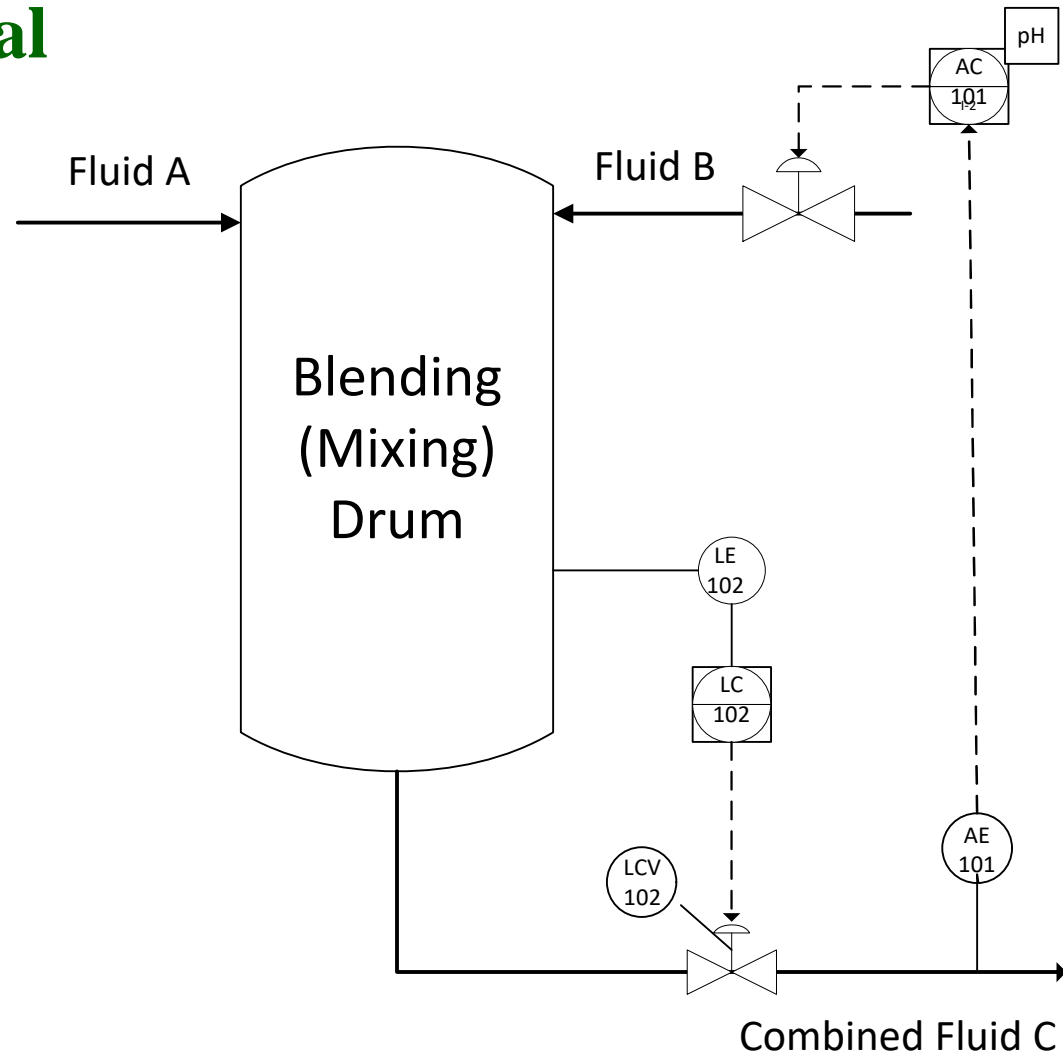 al
pH
AC
101
I-2
Fluid A
Fluid B
Blending
(Mixing)
Drum
LE
102
LC
102
AE
101
LCV
102
Combined Fluid C